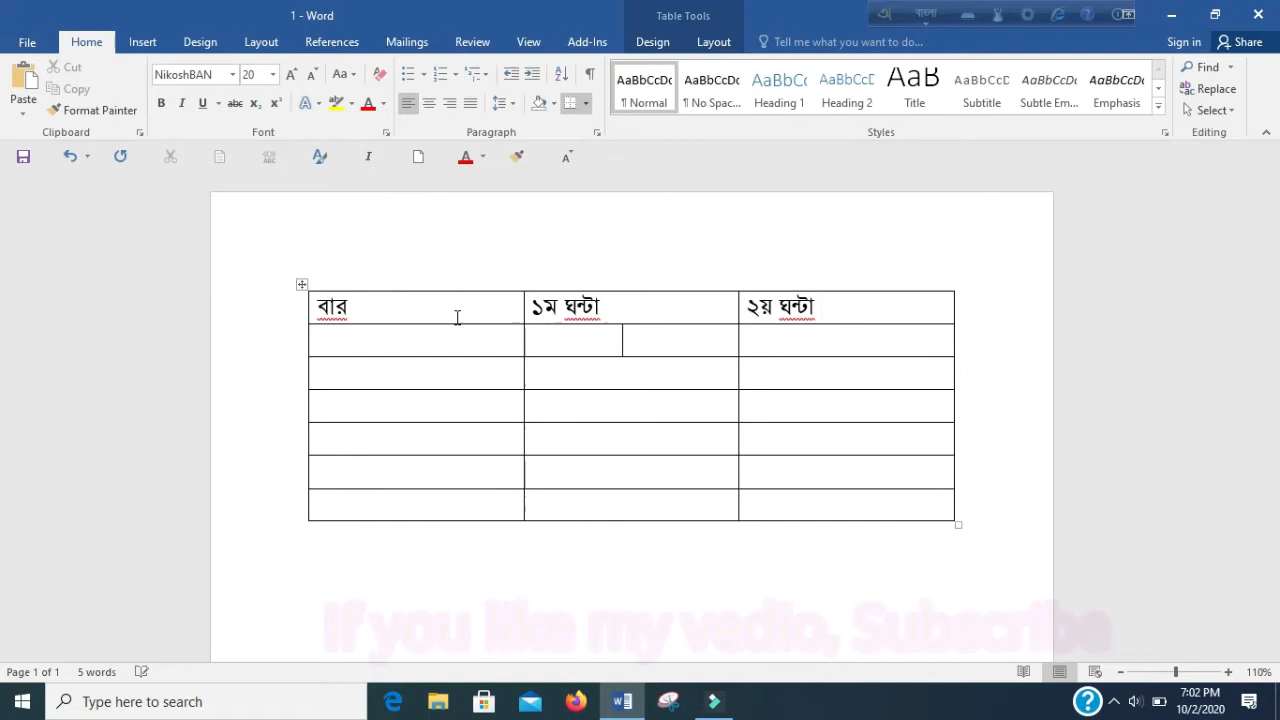 1 - Word
Table Tools
বাংলা
File Home Insert Design Layout References Mailings Review View Add-Ins Design Layout Tell me what you want to do... Sign in Share
Paste
Cut
Copy
Format Painter
NikoshBAN 20
AaBbCcDc AaBbCcDc AaBbCc AaBbCcE AaB AaBbCcD AaBbCcDc AaBbCcDc
¶ Normal ¶ No Spac... Heading Heading 2 Title Subtitle Subtle Em... Emphasis
Find
Replace
Select
Clipboard Font Paragraph Styles Editing
বার ১ম ঘন্টা ২য় ঘন্টা
If you like my vedio, Subscribe
Page 1 of 1 5 words 110%
Type here to search
7:02 PM
10/2/2020